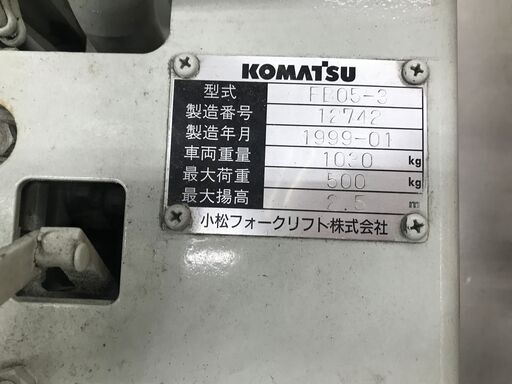 KOMATSU
型式 FB05-3
製造番号 12742
製造年月 1999-01
車両重量 1030 kg
最大荷重 500 kg
最大揚高 2.5 m
小松フォークリフト株式会社